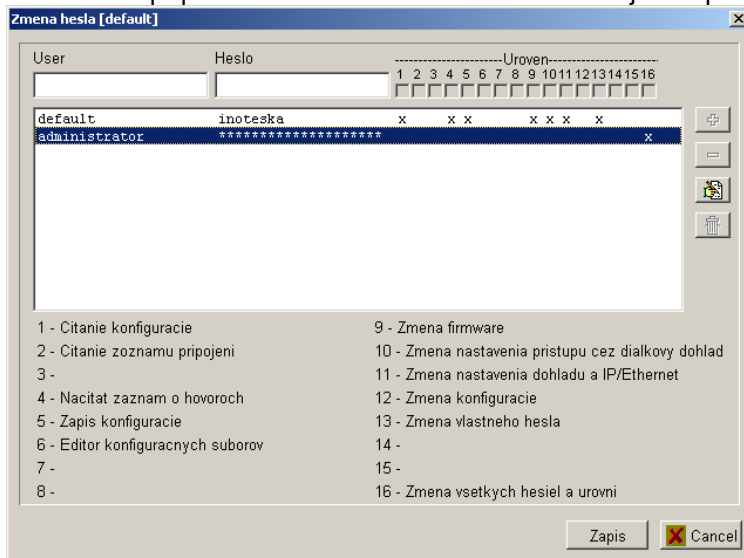 Zmena hesla [default]
User Heslo ----------------------Uroven----------------------
1 2 3 4 5 6 7 8 9 10 11 12 13 14 15 16
default inoteska x x x x x x x
administrator ******************** x
1 - Citanie konfiguracie
2 - Citanie zoznamu pripojeni
3 -
4 - Nacitat zaznam o hovoroch
5 - Zapis konfiguracie
6 - Editor konfiguracnych suborov
7 -
8 -
9 - Zmena firmware
10 - Zmena nastavenia pristupu cez dialkovy dohlad
11 - Zmena nastavenia dohladu a IP/Ethernet
12 - Zmena konfiguracie
13 - Zmena vlastneho hesla
14 -
15 -
16 - Zmena vsetkych hesiel a urovni
Zapis Cancel